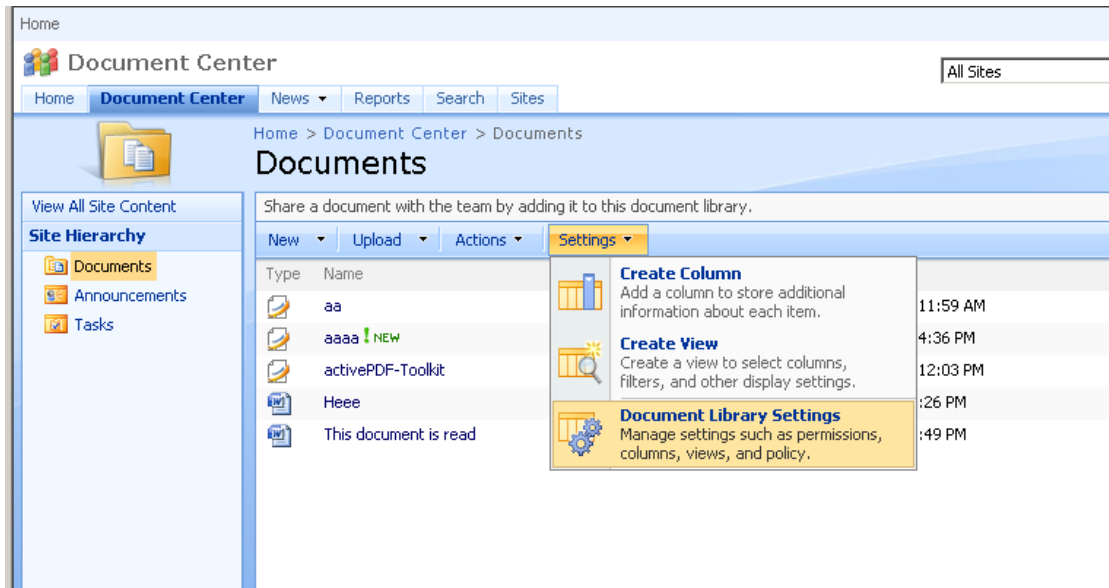 Home
Document Center
All Sites
Home Document Center News Reports Search Sites
Home > Document Center > Documents
Documents
View All Site Content
Share a document with the team by adding it to this document library.
Site Hierarchy
New Upload Actions Settings
Documents
Announcements
Tasks
Type Name
aa
11:59 AM
aaaa ! NEW
4:36 PM
activePDF-Toolkit
12:03 PM
Heee
:26 PM
This document is read
:49 PM
Create Column
Add a column to store additional
information about each item.
Create View
Create a view to select columns,
filters, and other display settings.
Document Library Settings
Manage settings such as permissions,
columns, views, and policy.